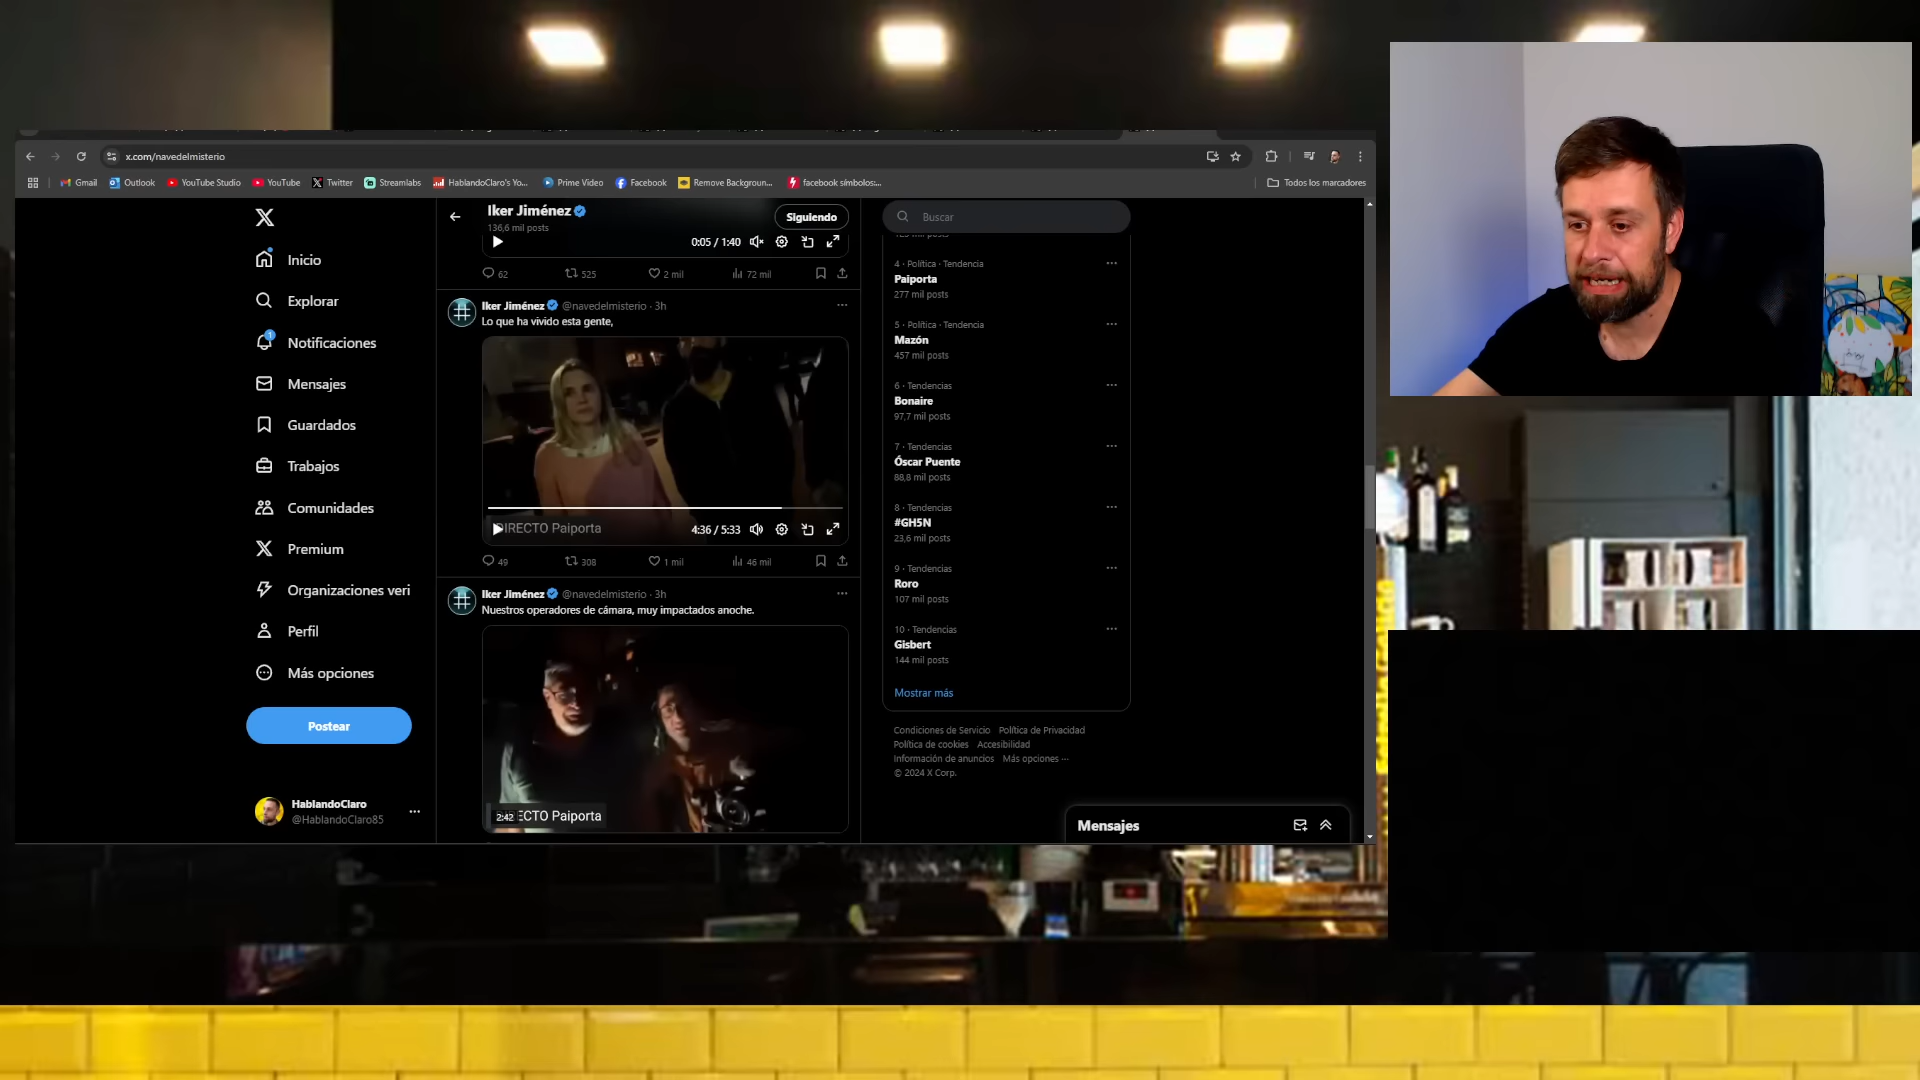 x.com/navedelmisterio
Gmail
Outlook
YouTube Studio
YouTube
Twitter
Streamlabs
HablandoClaro's Yo...
Prime Video
Facebook
Remove Backgroun...
facebook símbolos:...
Todos los marcadores
Inicio
Explorar
1
Notificaciones
Mensajes
Guardados
Trabajos
Comunidades
Premium
Organizaciones veri
Perfil
Más opciones
Postear
HablandoClaro
@HablandoClaro85
Iker Jiménez
136,6 mil posts
Siguiendo
0:05 / 1:40
62
525
2 mil
72 mil
Iker Jiménez @navedelmisterio · 3h
Lo que ha vivido esta gente,
DIRECTO Paiporta
4:36 / 5:33
49
308
1 mil
46 mil
Iker Jiménez @navedelmisterio · 3h
Nuestros operadores de cámara, muy impactados anoche.
2:42
ECTO Paiporta
Buscar
4 · Política · Tendencia
Paiporta
277 mil posts
5 · Política · Tendencia
Mazón
457 mil posts
6 · Tendencias
Bonaire
97,7 mil posts
7 · Tendencias
Óscar Puente
88,8 mil posts
8 · Tendencias
#GH5N
23,6 mil posts
9 · Tendencias
Roro
107 mil posts
10 · Tendencias
Gisbert
144 mil posts
Mostrar más
Condiciones de Servicio Política de Privacidad
Política de cookies Accesibilidad
Información de anuncios Más opciones ···
© 2024 X Corp.
Mensajes